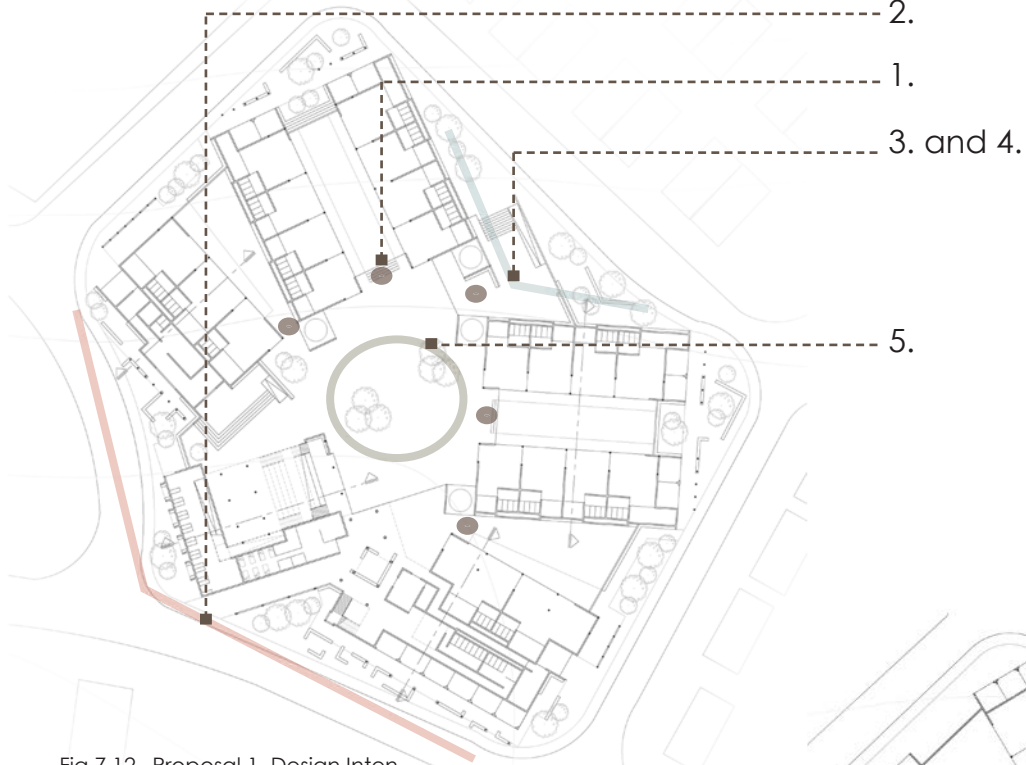 2.
1.
3. and 4.
5.
Fig 7.12. Proposal 1. Design Inten